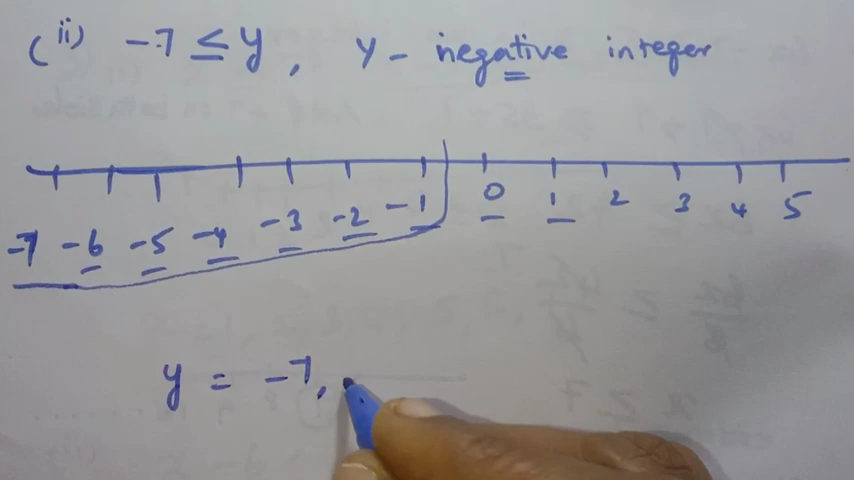 (ii) -7 ≤ y, y - negative integer
-7 -6 -5 -4 -3 -2 -1 0 1 2 3 4 5
y = -7,